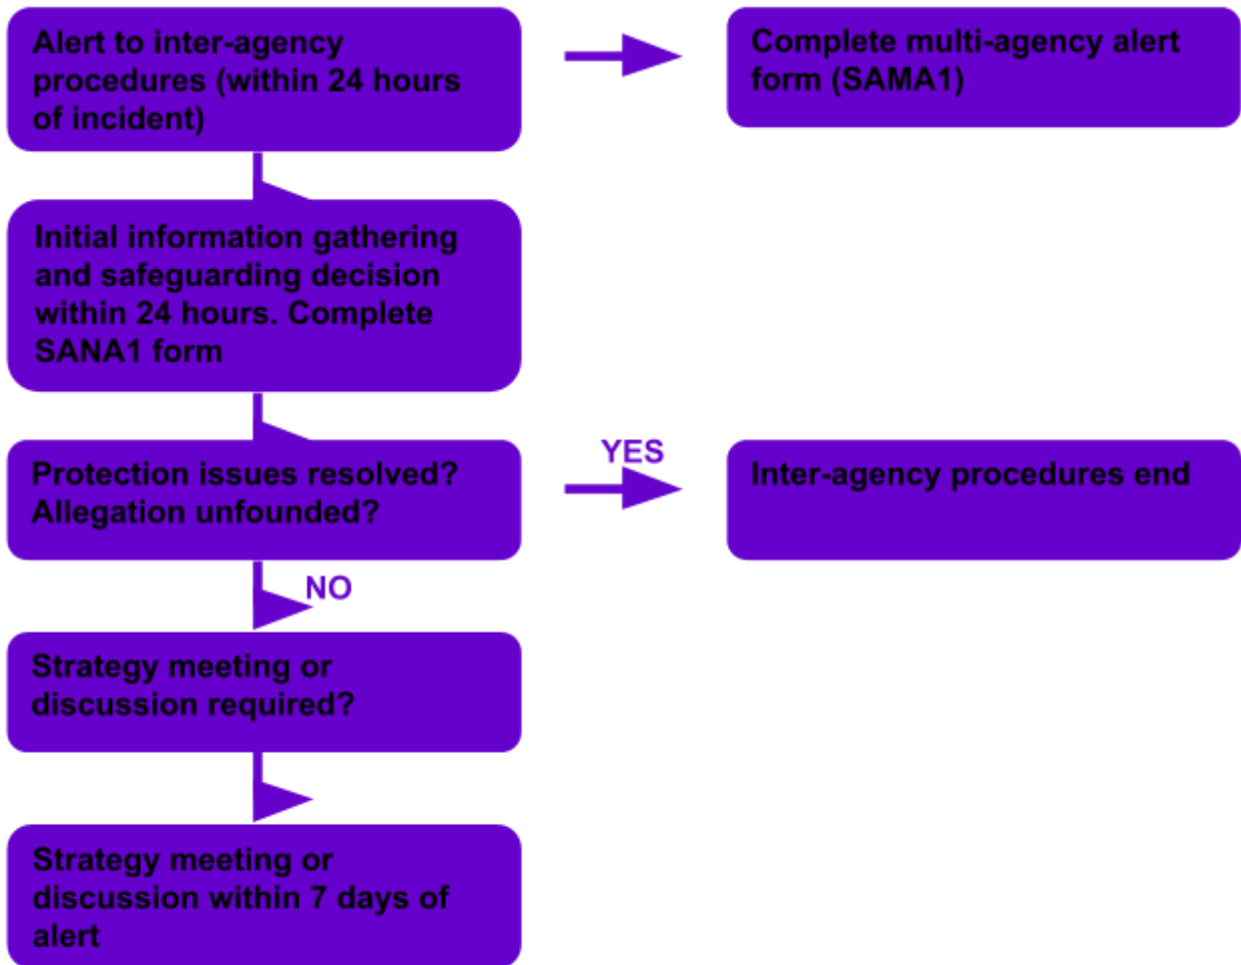 Alert to inter-agency
procedures (within 24 hours
of incident)
Complete multi-agency alert
form (SAMA1)
Initial information gathering
and safeguarding decision
within 24 hours. Complete
SANA1 form
Protection issues resolved?
Allegation unfounded?
YES
Inter-agency procedures end
NO
Strategy meeting or
discussion required?
Strategy meeting or
discussion within 7 days of
alert